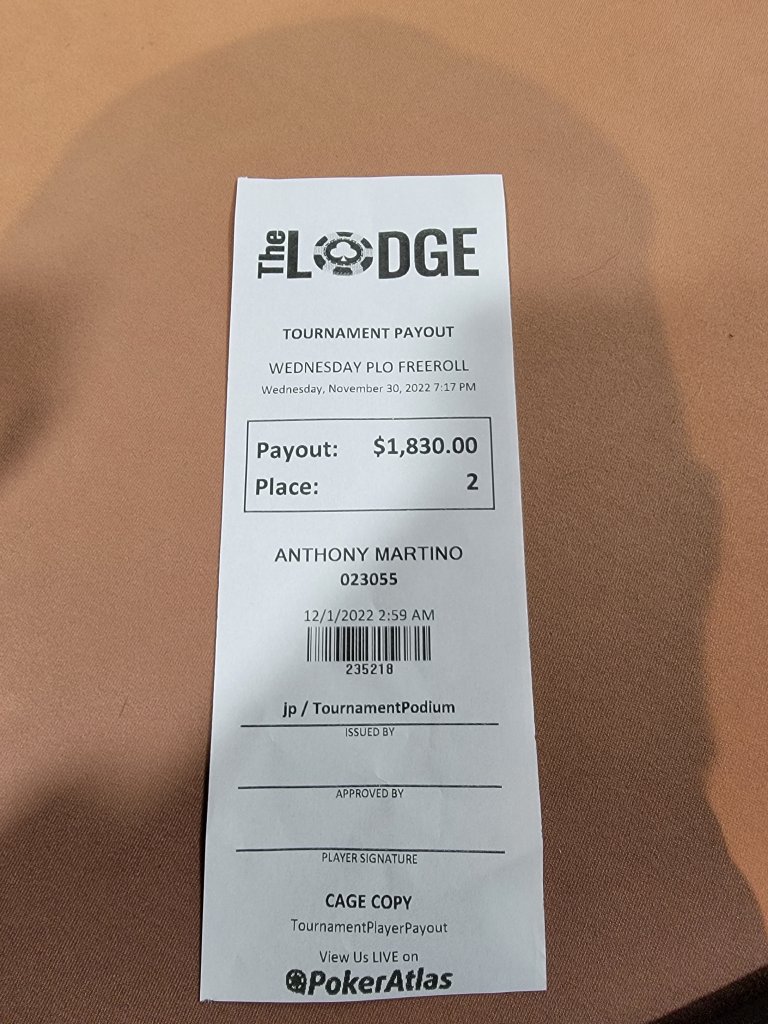 The LODGE
TOURNAMENT PAYOUT
WEDNESDAY PLO FREEROLL
Wednesday, November 30, 2022 7:17 PM
Payout: $1,830.00
Place: 2
ANTHONY MARTINO
023055
12/1/2022 2:59 AM
235218
jp / TournamentPodium
ISSUED BY
APPROVED BY
PLAYER SIGNATURE
CAGE COPY
TournamentPlayerPayout
View Us LIVE on
PokerAtlas